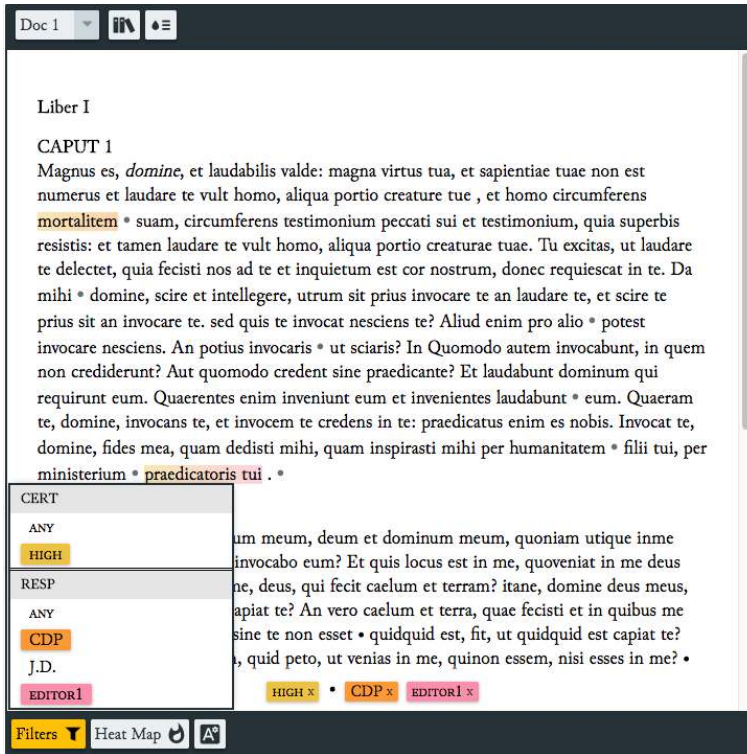 Doc 1
Liber I
CAPUT 1
Magnus es, domine, et laudabilis valde: magna virtus tua, et sapientiae tuae non est
numerus et laudare te vult homo, aliqua portio creature tue , et homo circumferens
mortalitem • suam, circumferens testimonium peccati sui et testimonium, quia superbis
resistis: et tamen laudare te vult homo, aliqua portio creaturae tuae. Tu excitas, ut laudare
te delectet, quia fecisti nos ad te et inquietum est cor nostrum, donec requiescat in te. Da
mihi • domine, scire et intellegere, utrum sit prius invocare te an laudare te, et scire te
prius sit an invocare te. sed quis te invocat nesciens te? Aliud enim pro alio • potest
invocare nesciens. An potius invocaris • ut sciaris? In Quomodo autem invocabunt, in quem
non crediderunt? Aut quomodo credent sine praedicante? Et laudabunt dominum qui
requirunt eum. Quaerentes enim inveniunt eum et invenientes laudabunt • eum. Quaeram
te, domine, invocans te, et invocem te credens in te: praedicatus enim es nobis. Invocat te,
domine, fides mea, quam dedisti mihi, quam inspirasti mihi per humanitatem • filii tui, per
ministerium • praedicatoris tui . •
CERT
ANY
HIGH
RESP
ANY
CDP
J.D.
EDITOR1
um meum, deum et dominum meum, quoniam utique inme
invocabo eum? Et quis locus est in me, quoveniat in me deus
ne, deus, qui fecit caelum et terram? itane, domine deus meus,
apiat te? An vero caelum et terra, quae fecisti et in quibus me
sine te non esset • quidquid est, fit, ut quidquid est capiat te?
, quid peto, ut venias in me, quinon essem, nisi esses in me? •
HIGH x • CDP x EDITOR1 x
Filters Heat Map A